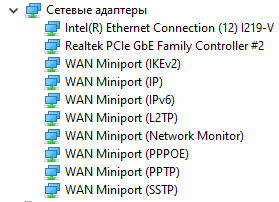 Сетевые адаптеры
Intel(R) Ethernet Connection (12) I219-V
Realtek PCIe GbE Family Controller #2
WAN Miniport (IKEv2)
WAN Miniport (IP)
WAN Miniport (IPv6)
WAN Miniport (L2TP)
WAN Miniport (Network Monitor)
WAN Miniport (PPPOE)
WAN Miniport (PPTP)
WAN Miniport (SSTP)